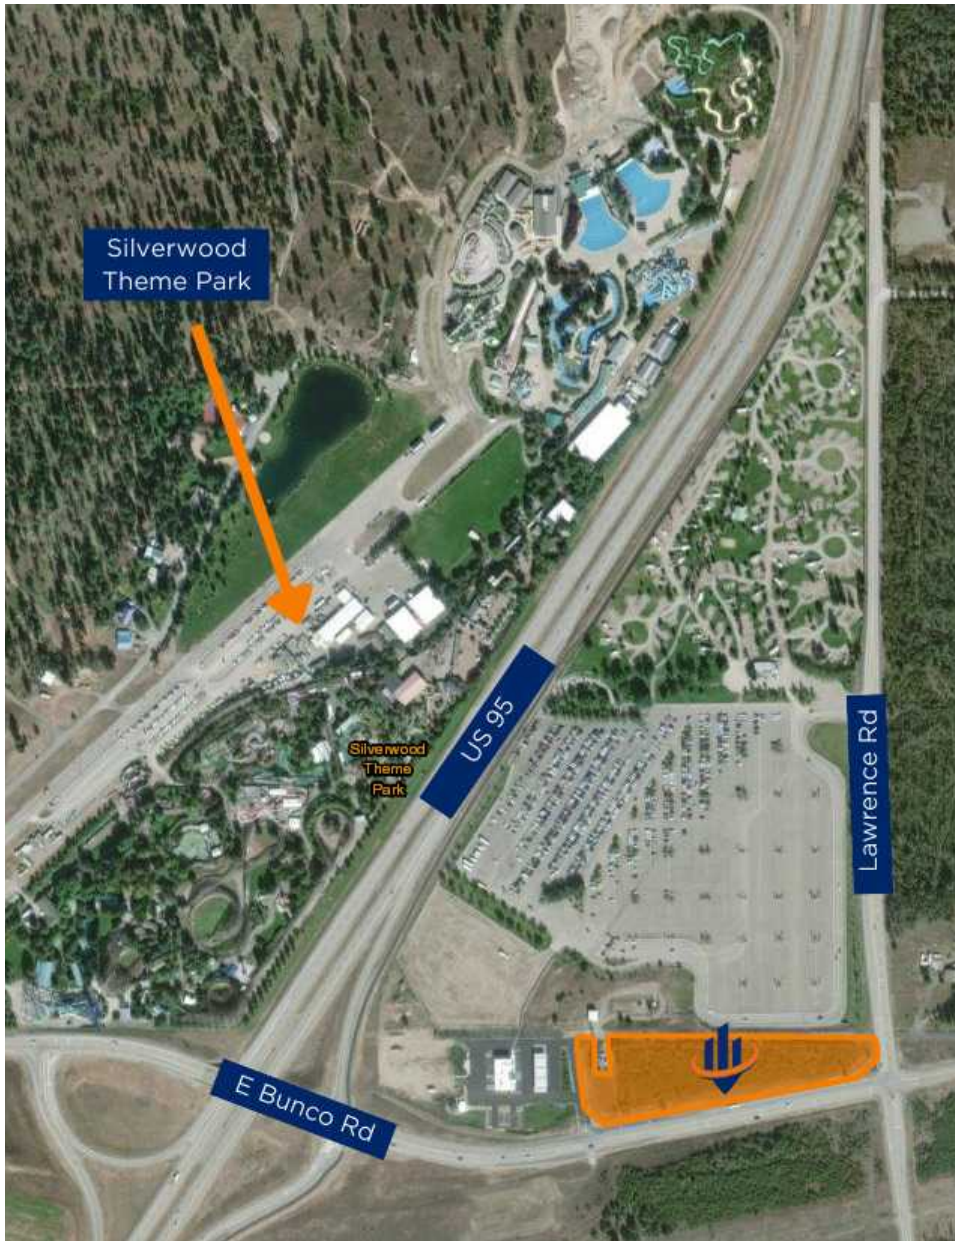 Silverwood
Theme Park
US 95
Silverwood
Theme
Park
Lawrence Rd
E Bunco Rd